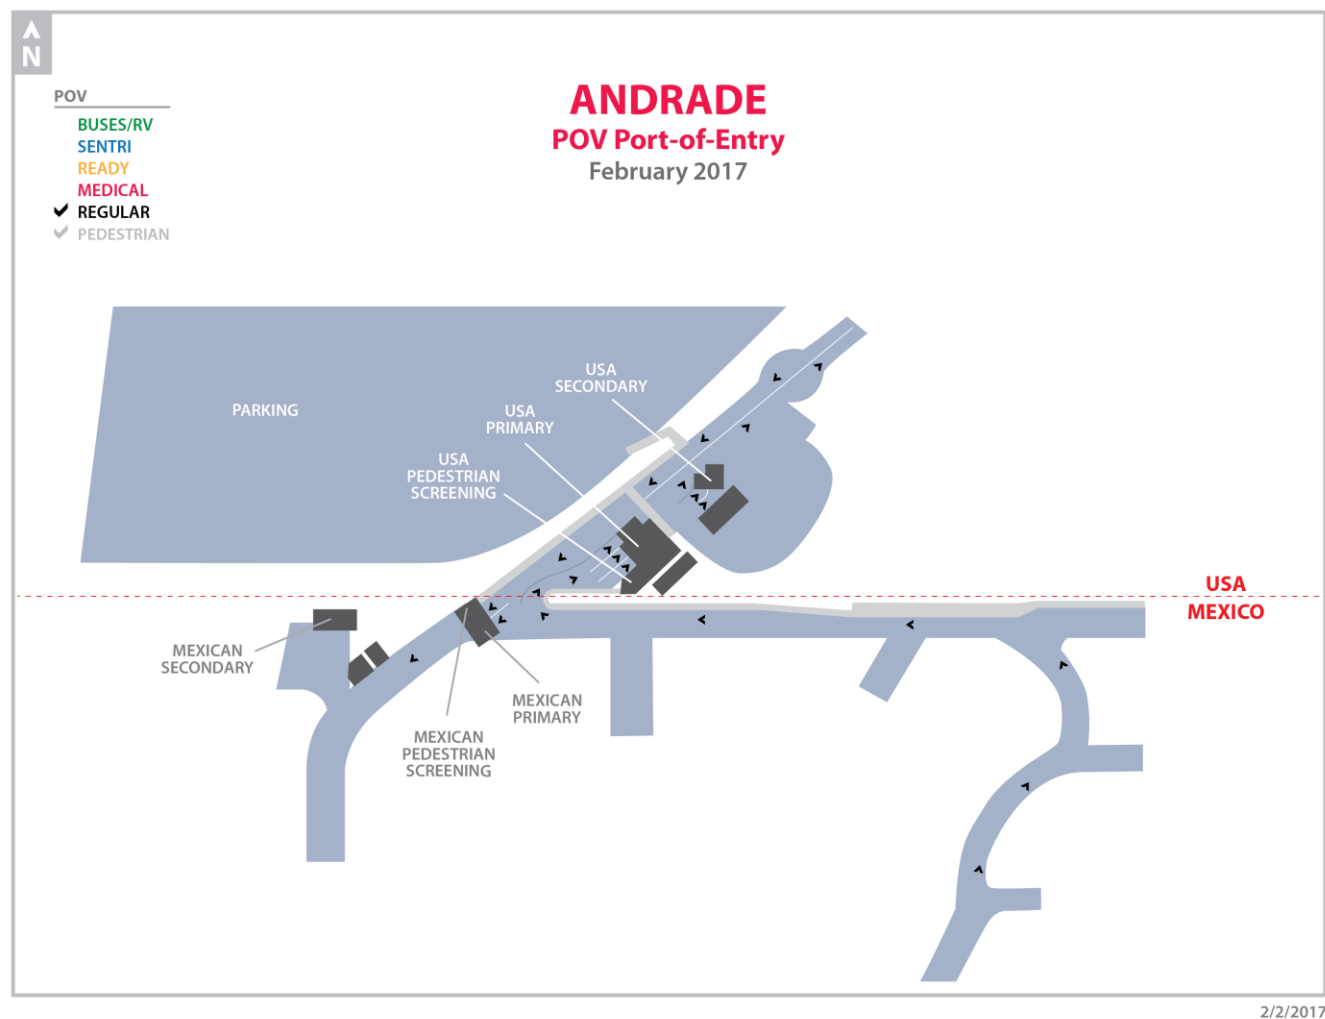 N
ANDRADE
POV Port-of-Entry
February 2017
POV
BUSES/RV
SENTRI
READY
MEDICAL
REGULAR
PEDESTRIAN
USA
SECONDARY
PARKING
USA
PRIMARY
USA
PEDESTRIAN
SCREENING
USA
MEXICO
MEXICAN
SECONDARY
MEXICAN
PRIMARY
MEXICAN
PEDESTRIAN
SCREENING
2/2/2017